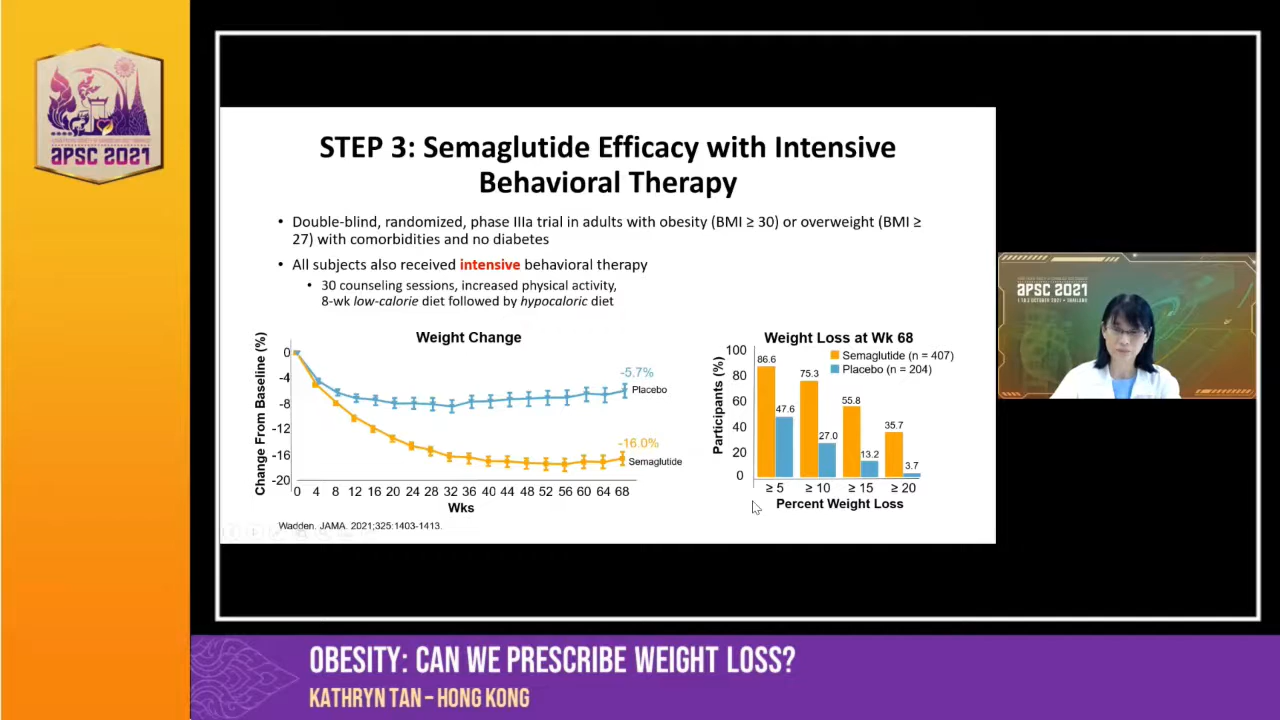 APSC 2021
STEP 3: Semaglutide Efficacy with Intensive
Behavioral Therapy
• Double-blind, randomized, phase IIIa trial in adults with obesity (BMI ≥ 30) or overweight (BMI ≥
27) with comorbidities and no diabetes
• All subjects also received intensive behavioral therapy
• 30 counseling sessions, increased physical activity,
8-wk low-calorie diet followed by hypocaloric diet
Weight Change
Change From Baseline (%)
0
-4
-8
-12
-16
-20
-5.7%
Placebo
-16.0%
Semaglutide
0 4 8 12 16 20 24 28 32 36 40 44 48 52 56 60 64 68
Wks
Weight Loss at Wk 68
Participants (%)
100
80
60
40
20
0
Semaglutide (n = 407)
Placebo (n = 204)
86.6
47.6
75.3
27.0
55.8
13.2
35.7
3.7
≥ 5 ≥ 10 ≥ 15 ≥ 20
Percent Weight Loss
Wadden. JAMA. 2021;325:1403-1413.
APSC 2021
OBESITY: CAN WE PRESCRIBE WEIGHT LOSS?
KATHRYN TAN – HONG KONG